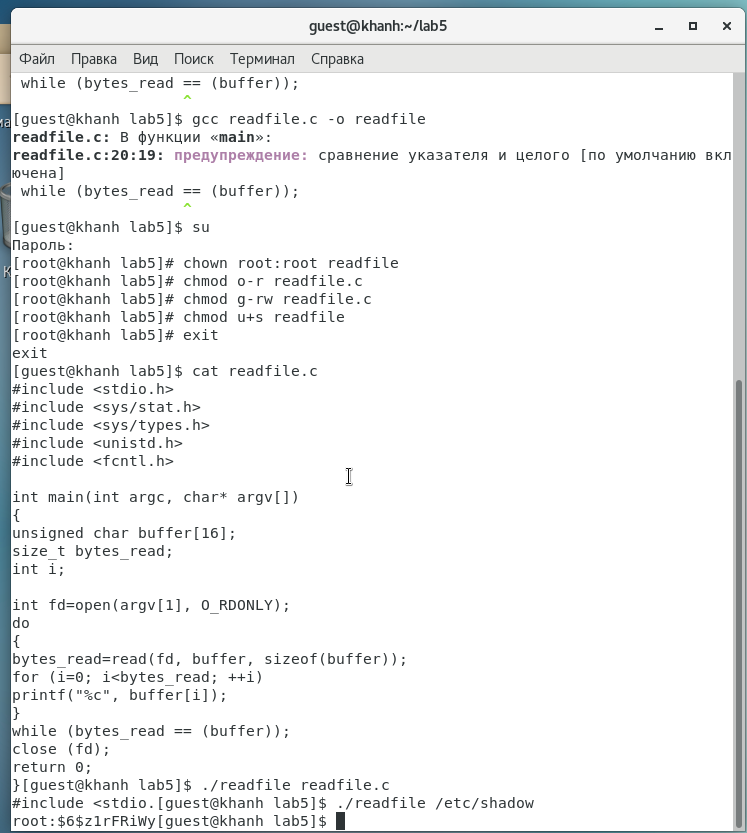 guest@khanh:~/lab5
Файл Правка Вид Поиск Терминал Справка
 while (bytes_read == (buffer));
                   ^
[guest@khanh lab5]$ gcc readfile.c -o readfile
readfile.c: В функции «main»:
readfile.c:20:19: предупреждение: сравнение указателя и целого [по умолчанию вкл
ючена]
 while (bytes_read == (buffer));
                   ^
[guest@khanh lab5]$ su
Пароль:
[root@khanh lab5]# chown root:root readfile
[root@khanh lab5]# chmod o-r readfile.c
[root@khanh lab5]# chmod g-rw readfile.c
[root@khanh lab5]# chmod u+s readfile
[root@khanh lab5]# exit
exit
[guest@khanh lab5]$ cat readfile.c
#include <stdio.h>
#include <sys/stat.h>
#include <sys/types.h>
#include <unistd.h>
#include <fcntl.h>

int main(int argc, char* argv[])
{
unsigned char buffer[16];
size_t bytes_read;
int i;

int fd=open(argv[1], O_RDONLY);
do
{
bytes_read=read(fd, buffer, sizeof(buffer));
for (i=0; i<bytes_read; ++i)
printf("%c", buffer[i]);
}
while (bytes_read == (buffer));
close (fd);
return 0;
}[guest@khanh lab5]$ ./readfile readfile.c
#include <stdio.[guest@khanh lab5]$ ./readfile /etc/shadow
root:$6$z1rFRiWy[guest@khanh lab5]$